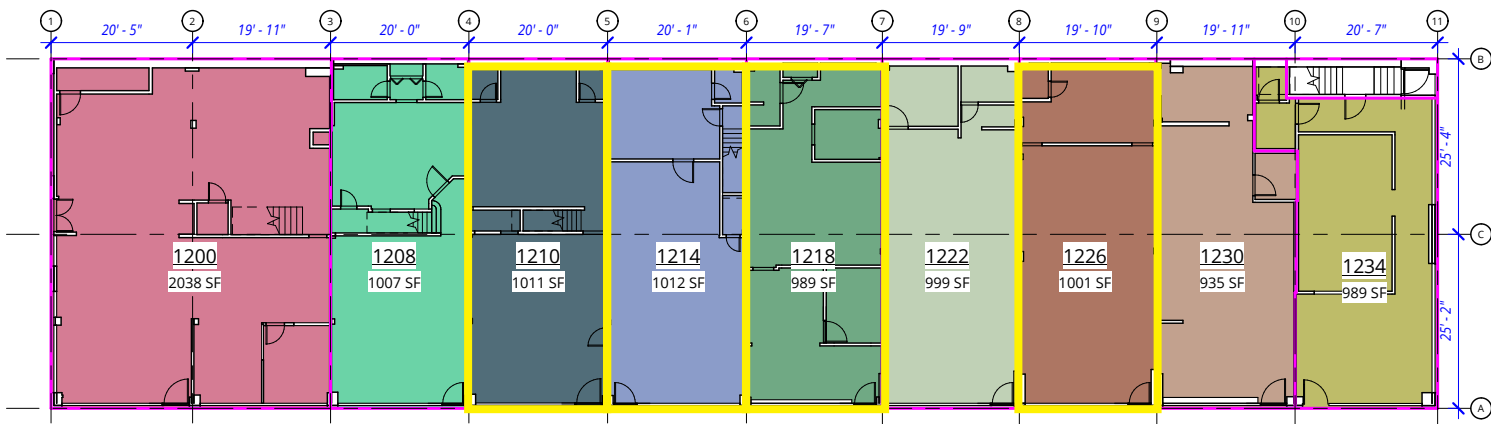 1 2 3 4 5 6 7 8 9 10 11
20' - 5" 19' - 11" 20' - 0" 20' - 0" 20' - 1" 19' - 7" 19' - 9" 19' - 10" 19' - 11" 20' - 7"
B
25' - 4"
C
1200 1208 1210 1214 1218 1222 1226 1230 1234
2038 SF 1007 SF 1011 SF 1012 SF 989 SF 999 SF 1001 SF 935 SF 989 SF
25' - 2"
A